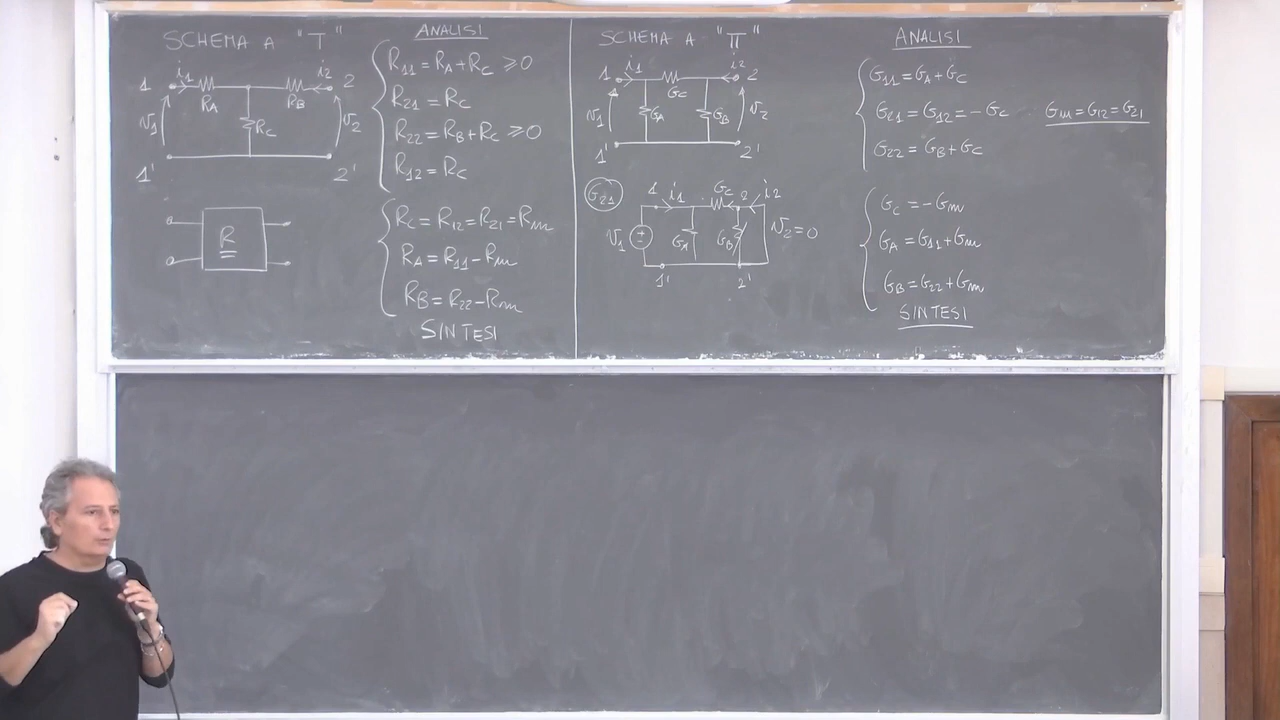 SCHEMA A "T"
1 i1 RA RB i2 2
v1 RC v2
1' 2'
R
ANALISI
R11 = RA + RC ⩾ 0
R21 = RC
R22 = RB + RC ⩾ 0
R12 = RC
RC = R12 = R21 = Rm
RA = R11 - Rm
RB = R22 - Rm
SINTESI
SCHEMA A "Π"
1 i1 GC i2 2
v1 GA GB v2
1' 2'
G21
1 i1 GC 2 i2
v1 GA GB v2 = 0
1' 2'
ANALISI
G11 = GA + GC
G21 = G12 = - GC Gm = G12 = G21
G22 = GB + GC
GC = - Gm
GA = G11 + Gm
GB = G22 + Gm
SINTESI